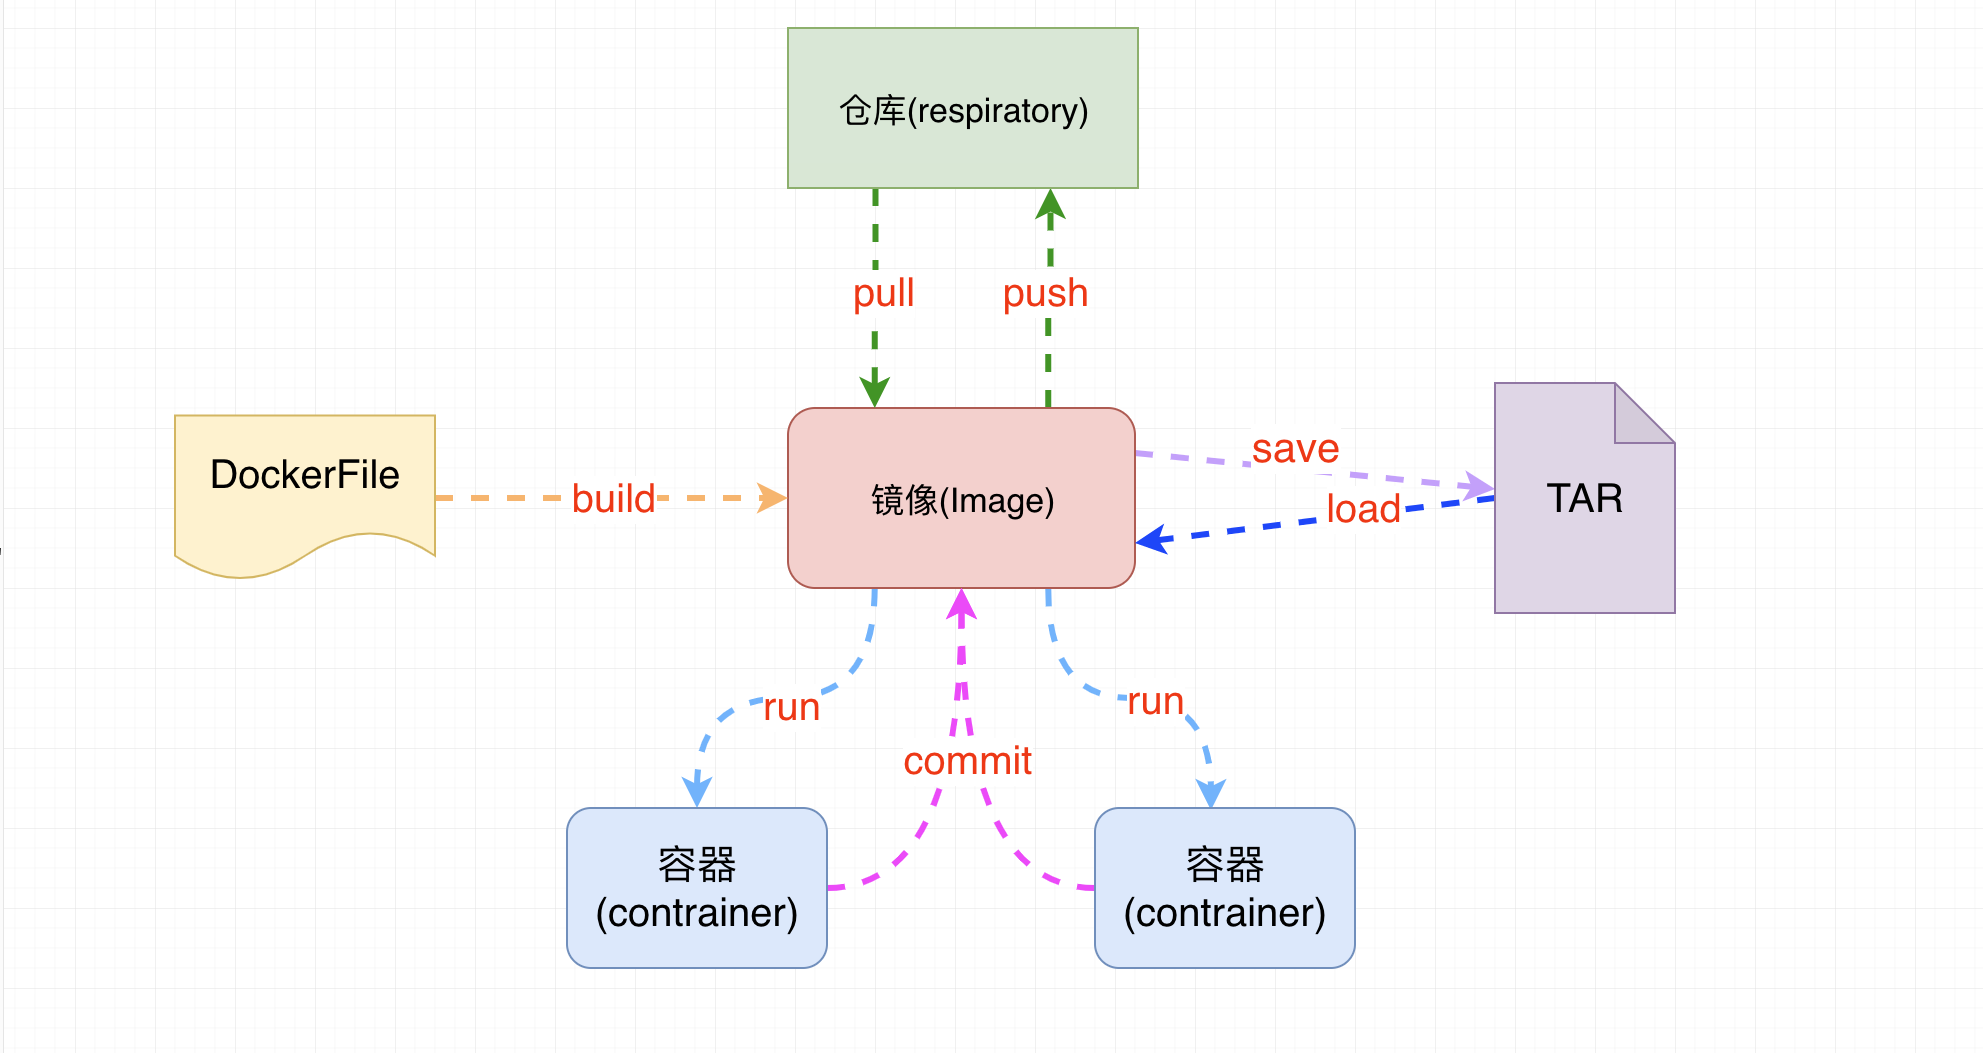 仓库(respiratory)
pull
push
DockerFile
build
镜像(Image)
save
load
TAR
run
run
commit
容器
(contrainer)
容器
(contrainer)